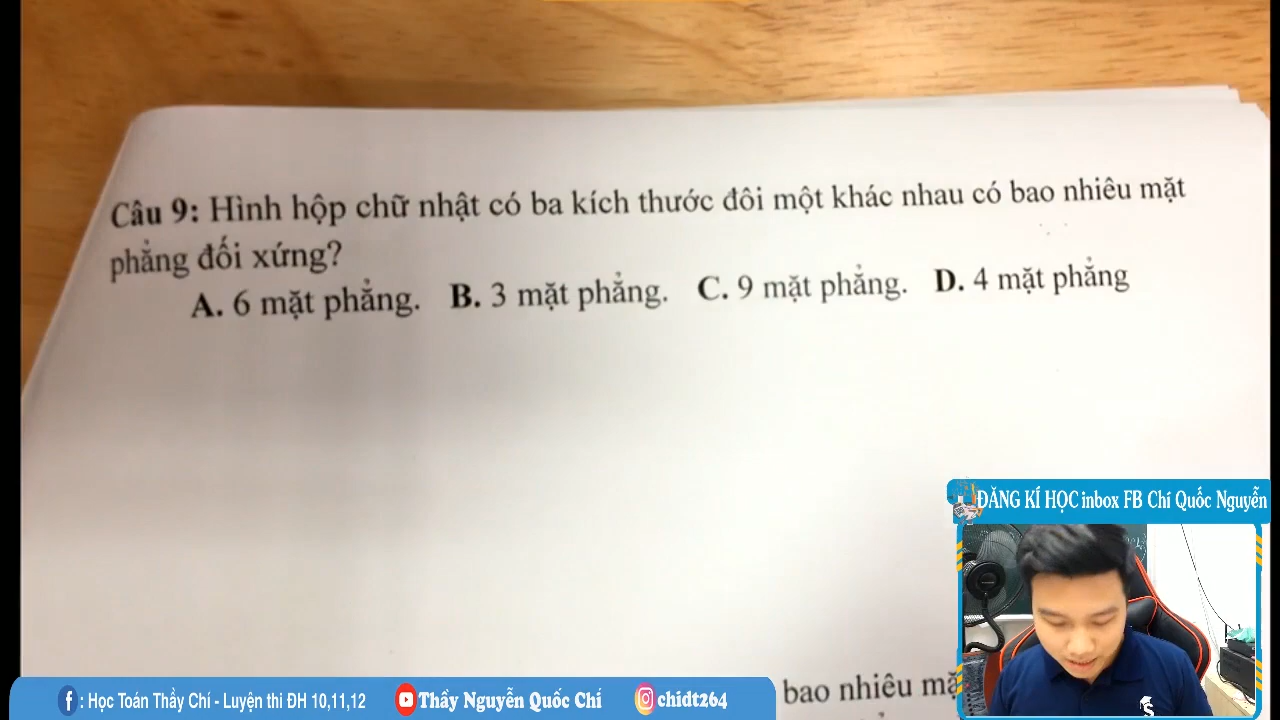 Câu 9: Hình hộp chữ nhật có ba kích thước đôi một khác nhau có bao nhiêu mặt
phẳng đối xứng?
A. 6 mặt phẳng. B. 3 mặt phẳng. C. 9 mặt phẳng. D. 4 mặt phẳng
ĐĂNG KÍ HỌC inbox FB Chí Quốc Nguyễn
bao nhiêu mặ
: Học Toán Thầy Chí - Luyện thi ĐH 10,11,12
Thầy Nguyễn Quốc Chí
chidt264